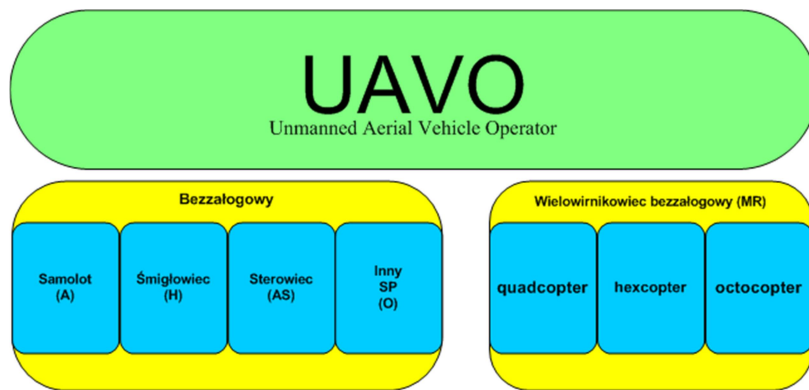 UAVO
Unmanned Aerial Vehicle Operator
Bezzałogowy
Samolot
(A)
Śmigłowiec
(H)
Sterowiec
(AS)
Inny
SP
(O)
Wielowirnikowiec bezzałogowy (MR)
quadcopter
hexcopter
octocopter